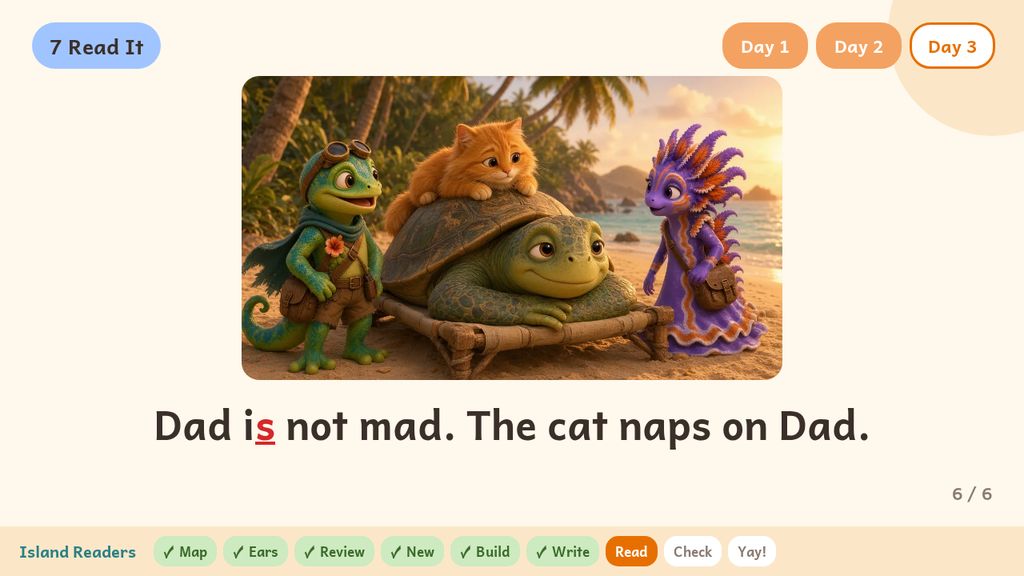 7 Read It
Day 1
Day 2
Day 3
Dad is not mad. The cat naps on Dad.
6 / 6
Island Readers
✓ Map
✓ Ears
✓ Review
✓ New
✓ Build
✓ Write
Read
Check
Yay!